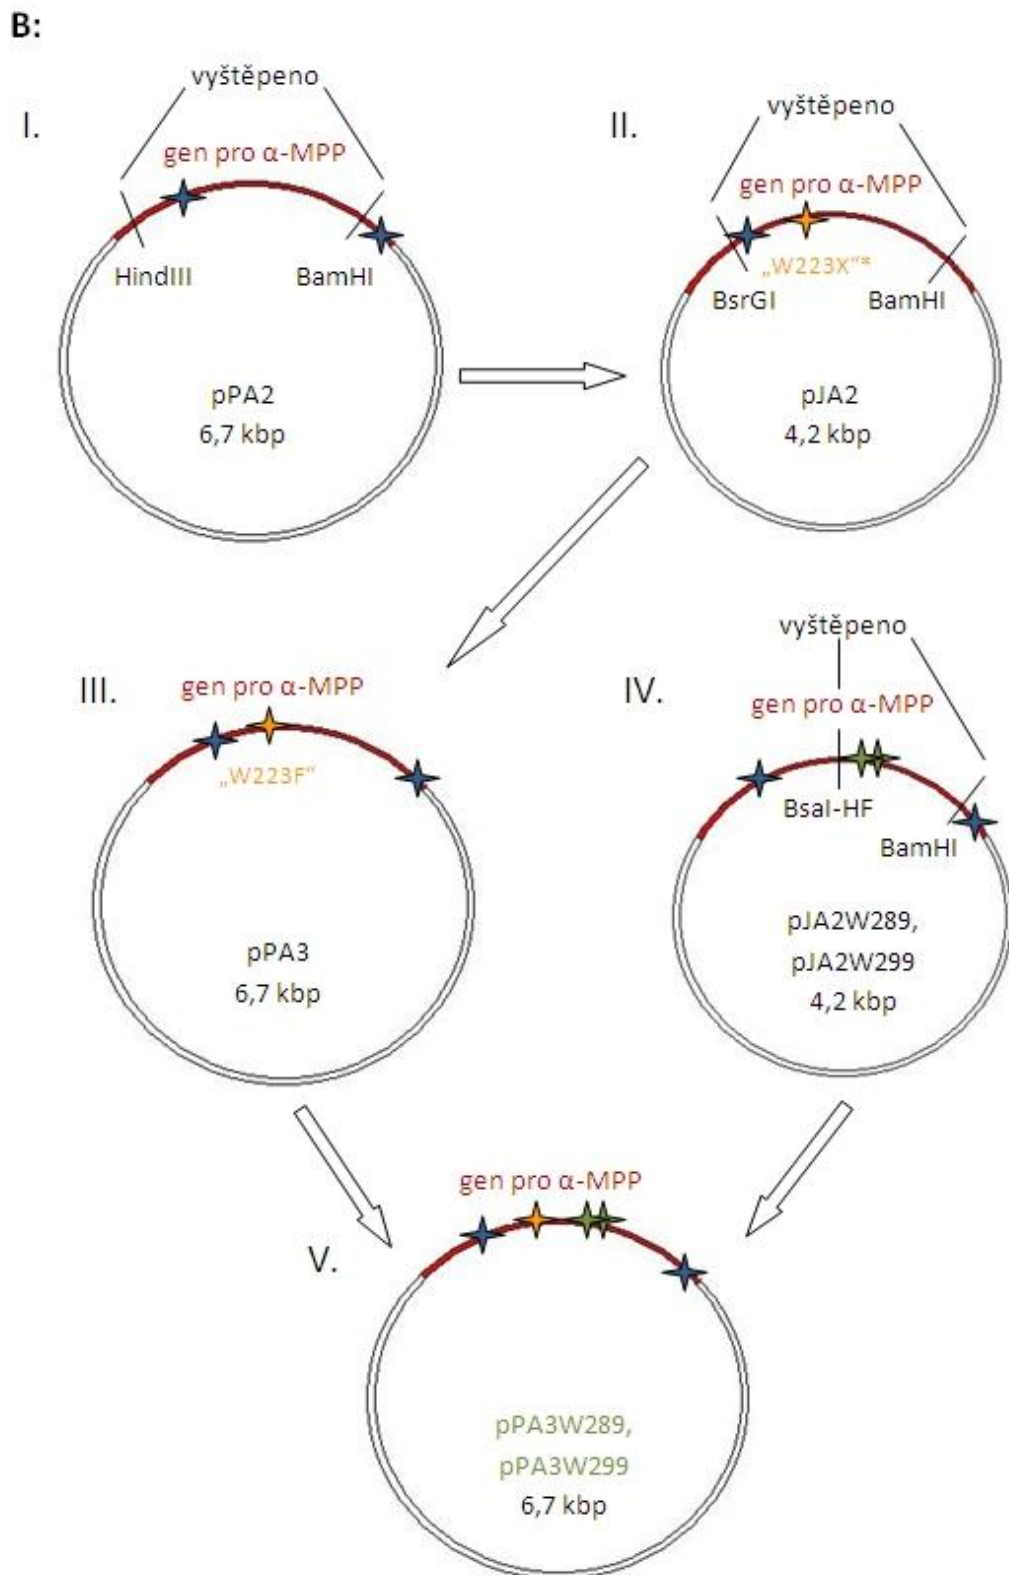 B:
I.
vyštěpeno
gen pro α-MPP
HindIII
BamHI
pPA2
6,7 kbp
II.
vyštěpeno
gen pro α-MPP
„W223X“*
BsrGI
BamHI
pJA2
4,2 kbp
III.
gen pro α-MPP
„W223F“
pPA3
6,7 kbp
IV.
vyštěpeno
gen pro α-MPP
BsaI-HF
BamHI
pJA2W289,
pJA2W299
4,2 kbp
V.
gen pro α-MPP
pPA3W289,
pPA3W299
6,7 kbp